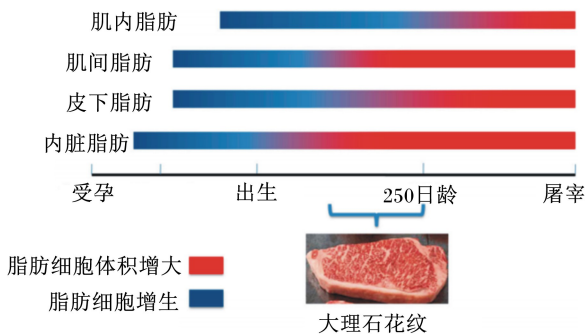 肌内脂肪
肌间脂肪
皮下脂肪
内脏脂肪
受孕
出生
250日龄
屠宰
脂肪细胞体积增大
脂肪细胞增生
大理石花纹